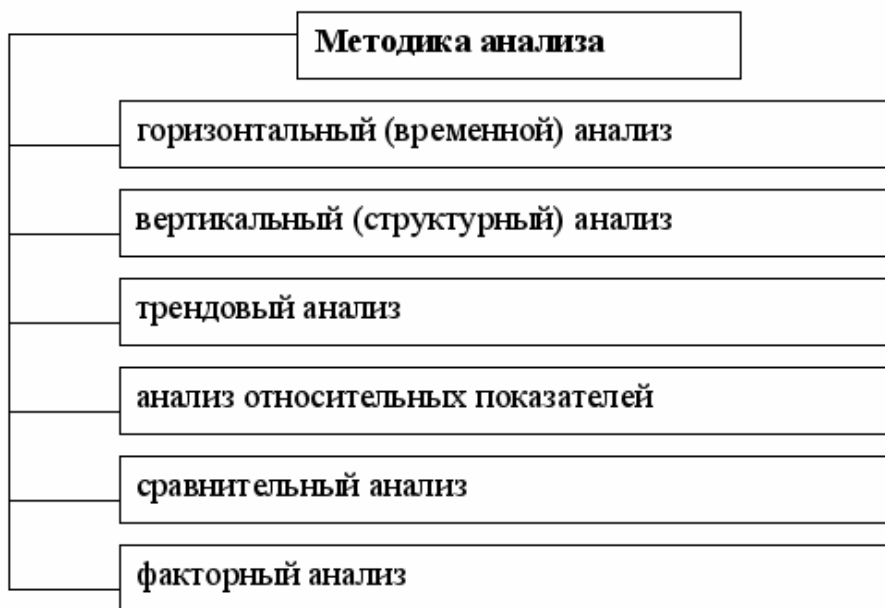 Методика анализа
горизонтальный (временной) анализ
вертикальный (структурный) анализ
трендовый анализ
анализ относительных показателей
сравнительный анализ
факторный анализ